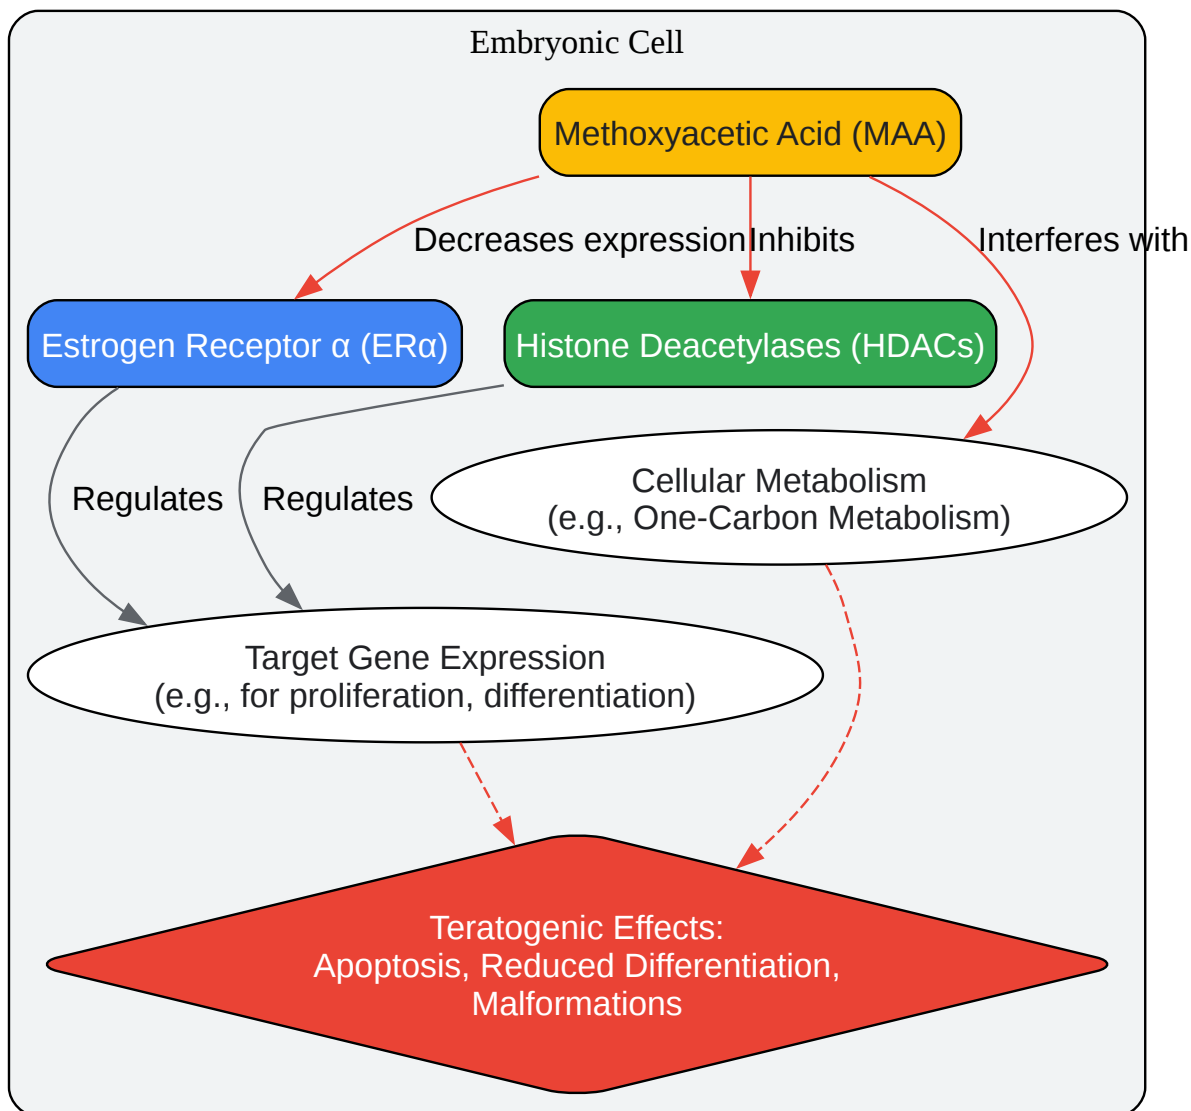 Embryonic Cell
Methoxyacetic Acid (MAA)
Decreases expression
Inhibits
Interferes with
Estrogen Receptor α (ERα)
Histone Deacetylases (HDACs)
Cellular Metabolism
(e.g., One-Carbon Metabolism)
Regulates
Regulates
Target Gene Expression
(e.g., for proliferation, differentiation)
Teratogenic Effects:
Apoptosis, Reduced Differentiation,
Malformations